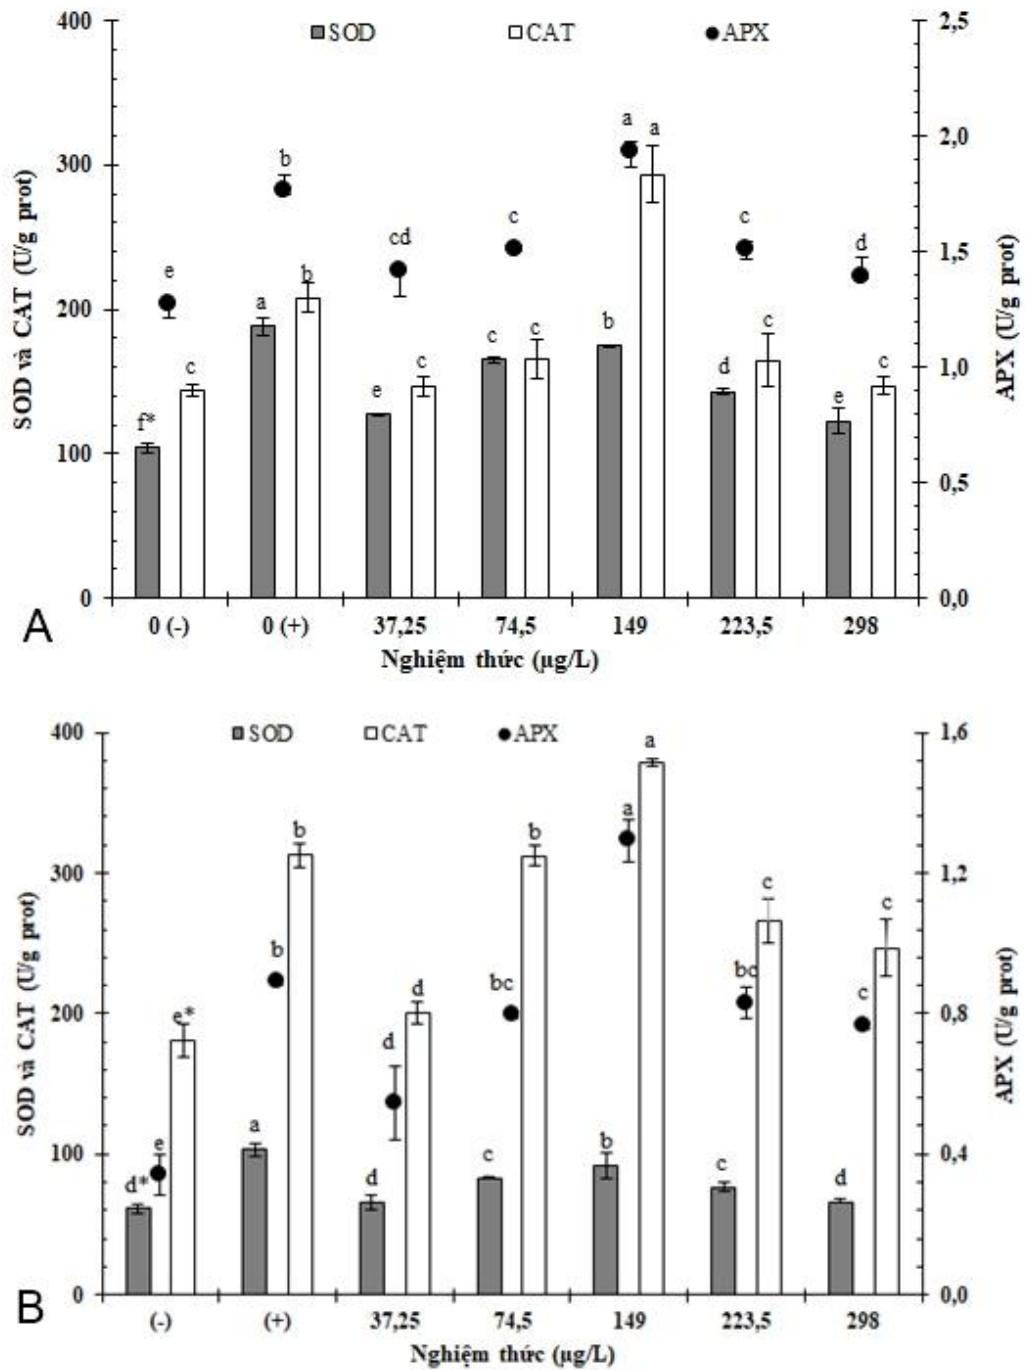 400
300
200
100
0
SOD và CAT (U/g prot)
SOD CAT APX
2,5
2,0
1,5
1,0
0,5
0,0
APX (U/g prot)
e b cd c a c d
f* a e c b d e
c b c c a c c
0 (-) 0 (+) 37,25 74,5 149 223,5 298
Nghiệm thức (µg/L)
A
400
300
200
100
0
SOD và CAT (U/g prot)
SOD CAT APX
1,6
1,2
0,8
0,4
0,0
APX (U/g prot)
e b d bc a bc c
d* a d c b c d
e* b d b a c c
(-) (+) 37,25 74,5 149 223,5 298
Nghiệm thức (µg/L)
B